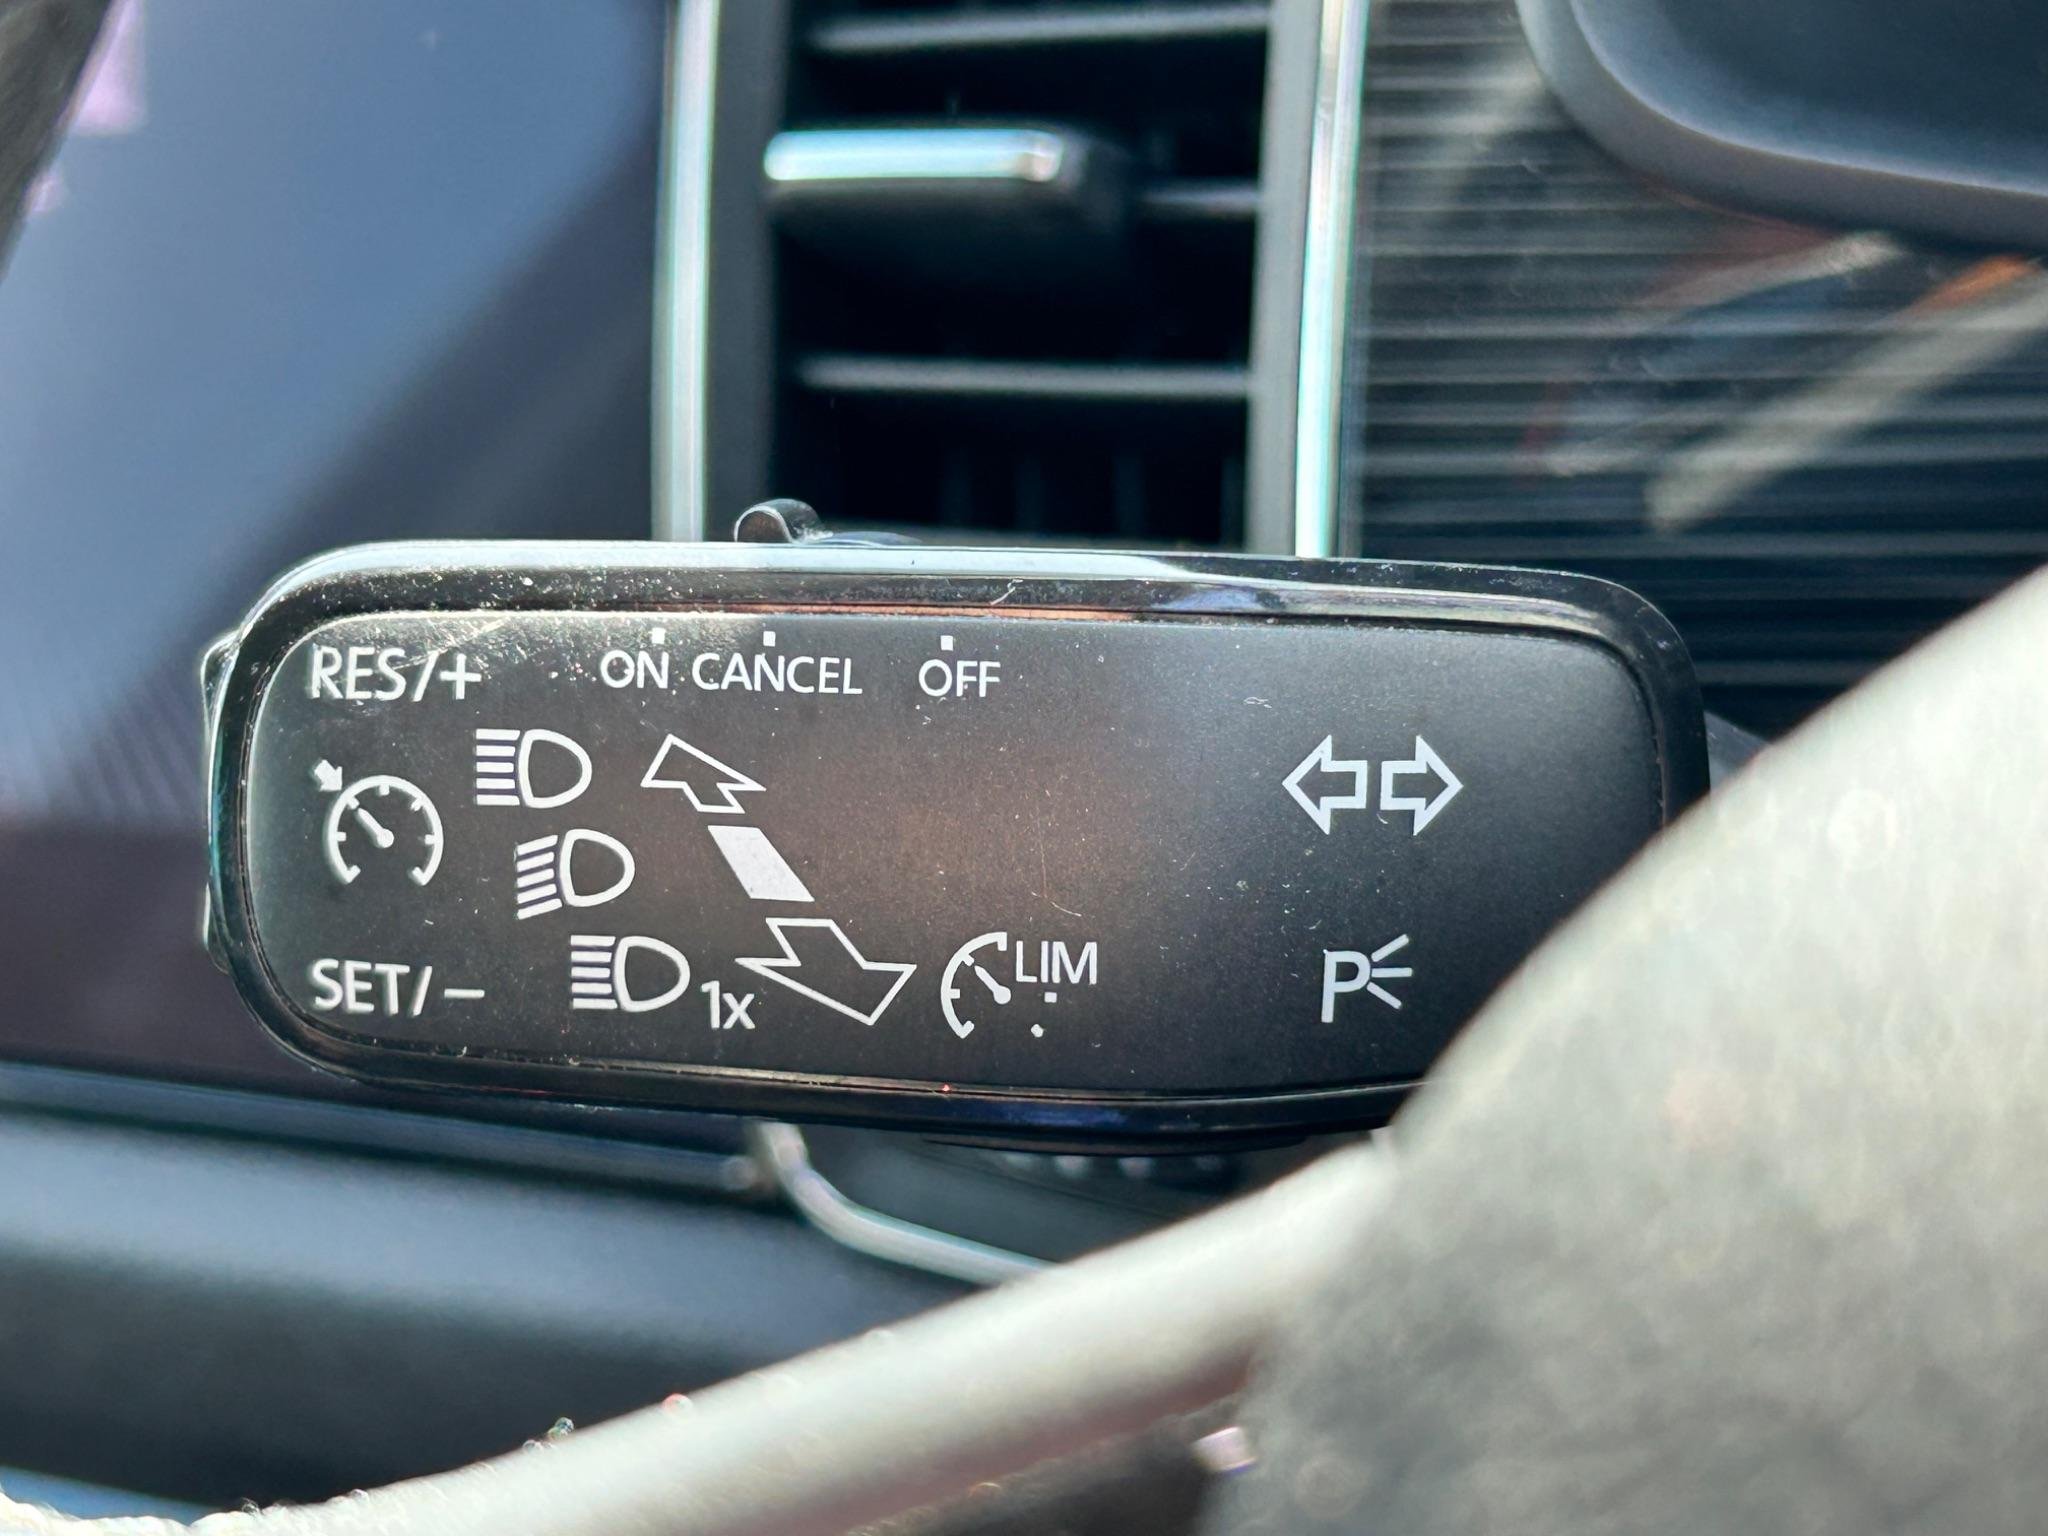 RES/+ ON CANCEL OFF
SET/– 1x LIM P